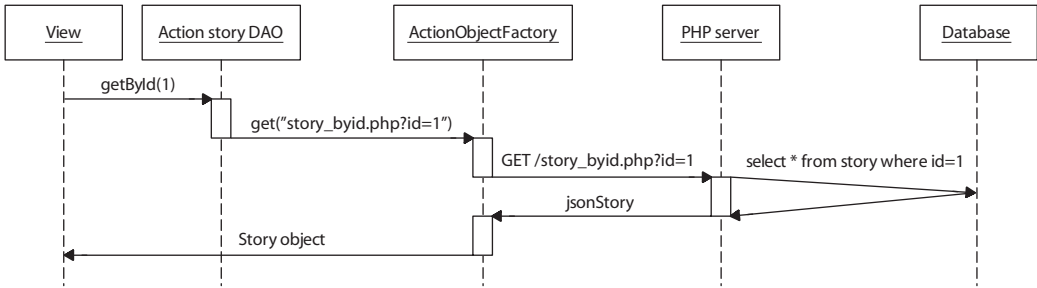 View
Action story DAO
ActionObjectFactory
PHP server
Database
getById(1)
get("story_byid.php?id=1")
GET /story_byid.php?id=1
select * from story where id=1
jsonStory
Story object